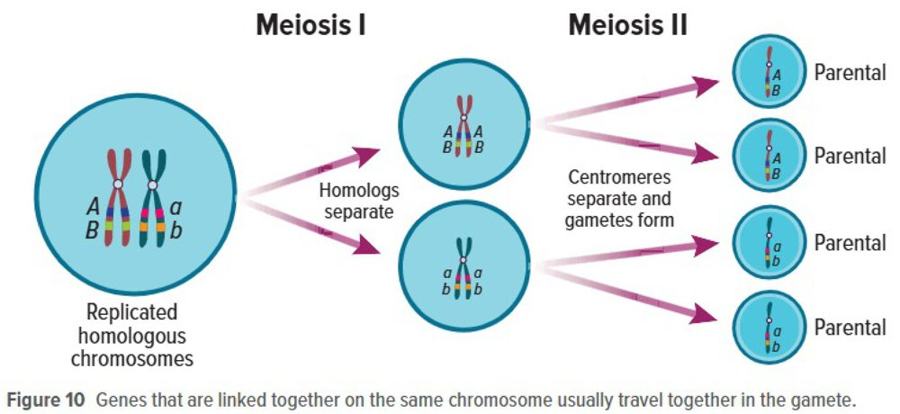 Meiosis I
Meiosis II
A
B
a
b
Replicated
homologous
chromosomes
Homologs
separate
A A
B B
a a
b b
Centromeres
separate and
gametes form
A
B
Parental
A
B
Parental
a
b
Parental
a
b
Parental
Figure 10 Genes that are linked together on the same chromosome usually travel together in the gamete.